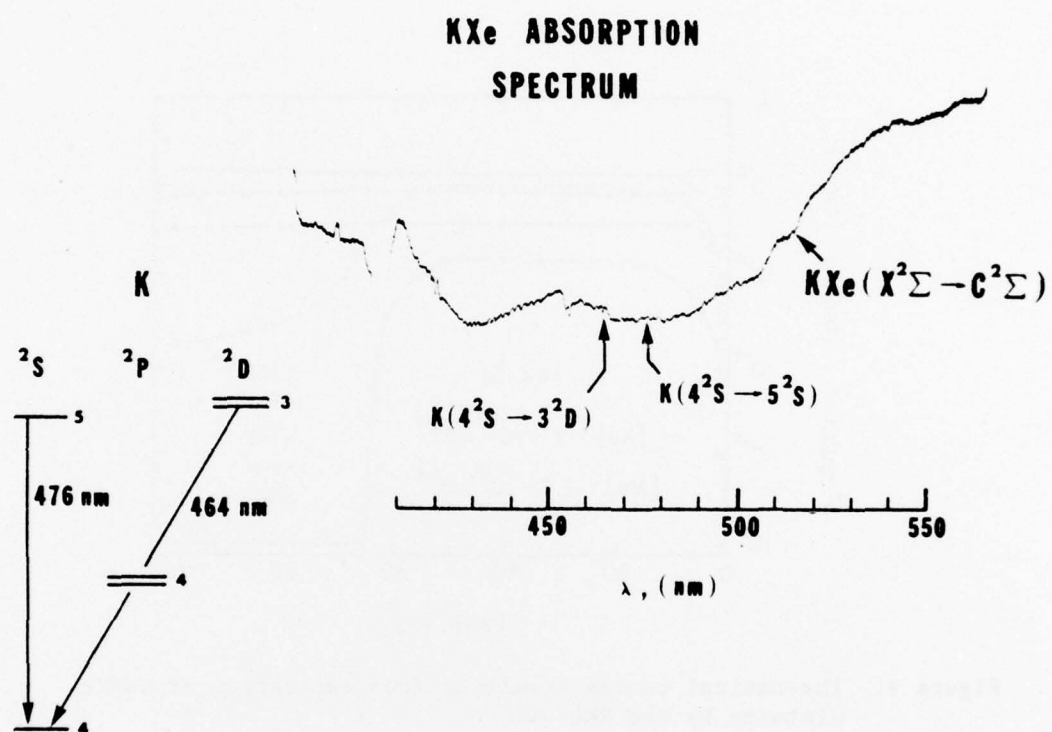 KXe ABSORPTION
SPECTRUM
KXe(X²Σ→C²Σ)
K
²S ²P ²D
3
5
K(4²S→3²D)
K(4²S→5²S)
476 nm
464 nm
450 500 550
4
λ, (nm)
4